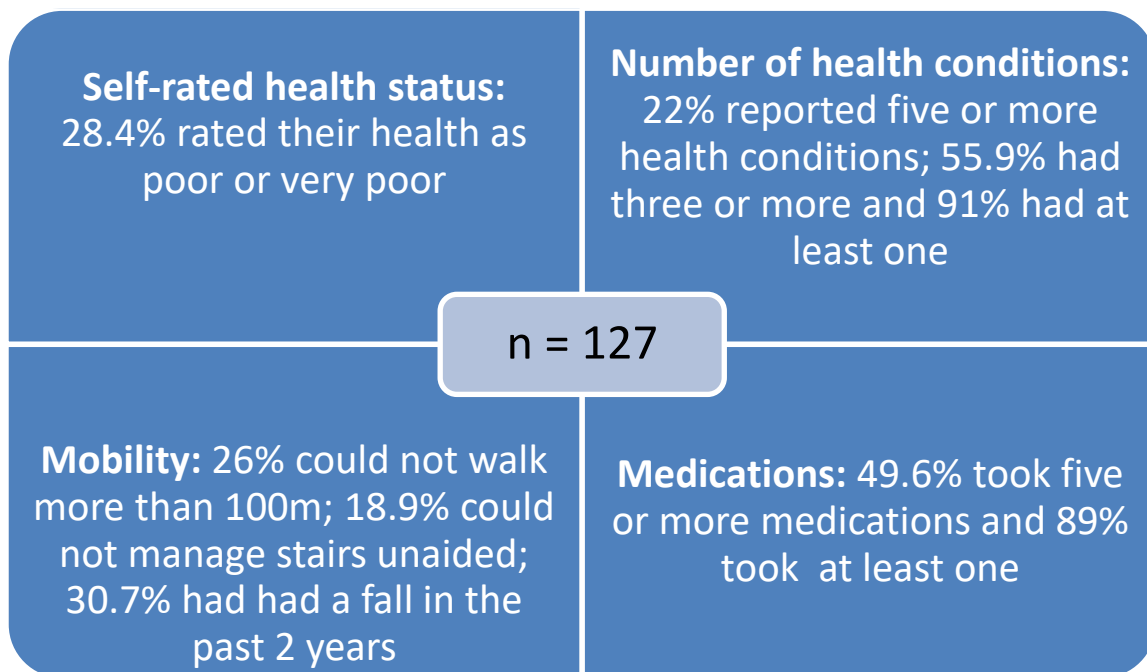 Self-rated health status:
28.4% rated their health as
poor or very poor
Number of health conditions:
22% reported five or more
health conditions; 55.9% had
three or more and 91% had at
least one
n = 127
Mobility: 26% could not walk
more than 100m; 18.9% could
not manage stairs unaided;
30.7% had had a fall in the
past 2 years
Medications: 49.6% took five
or more medications and 89%
took  at least one